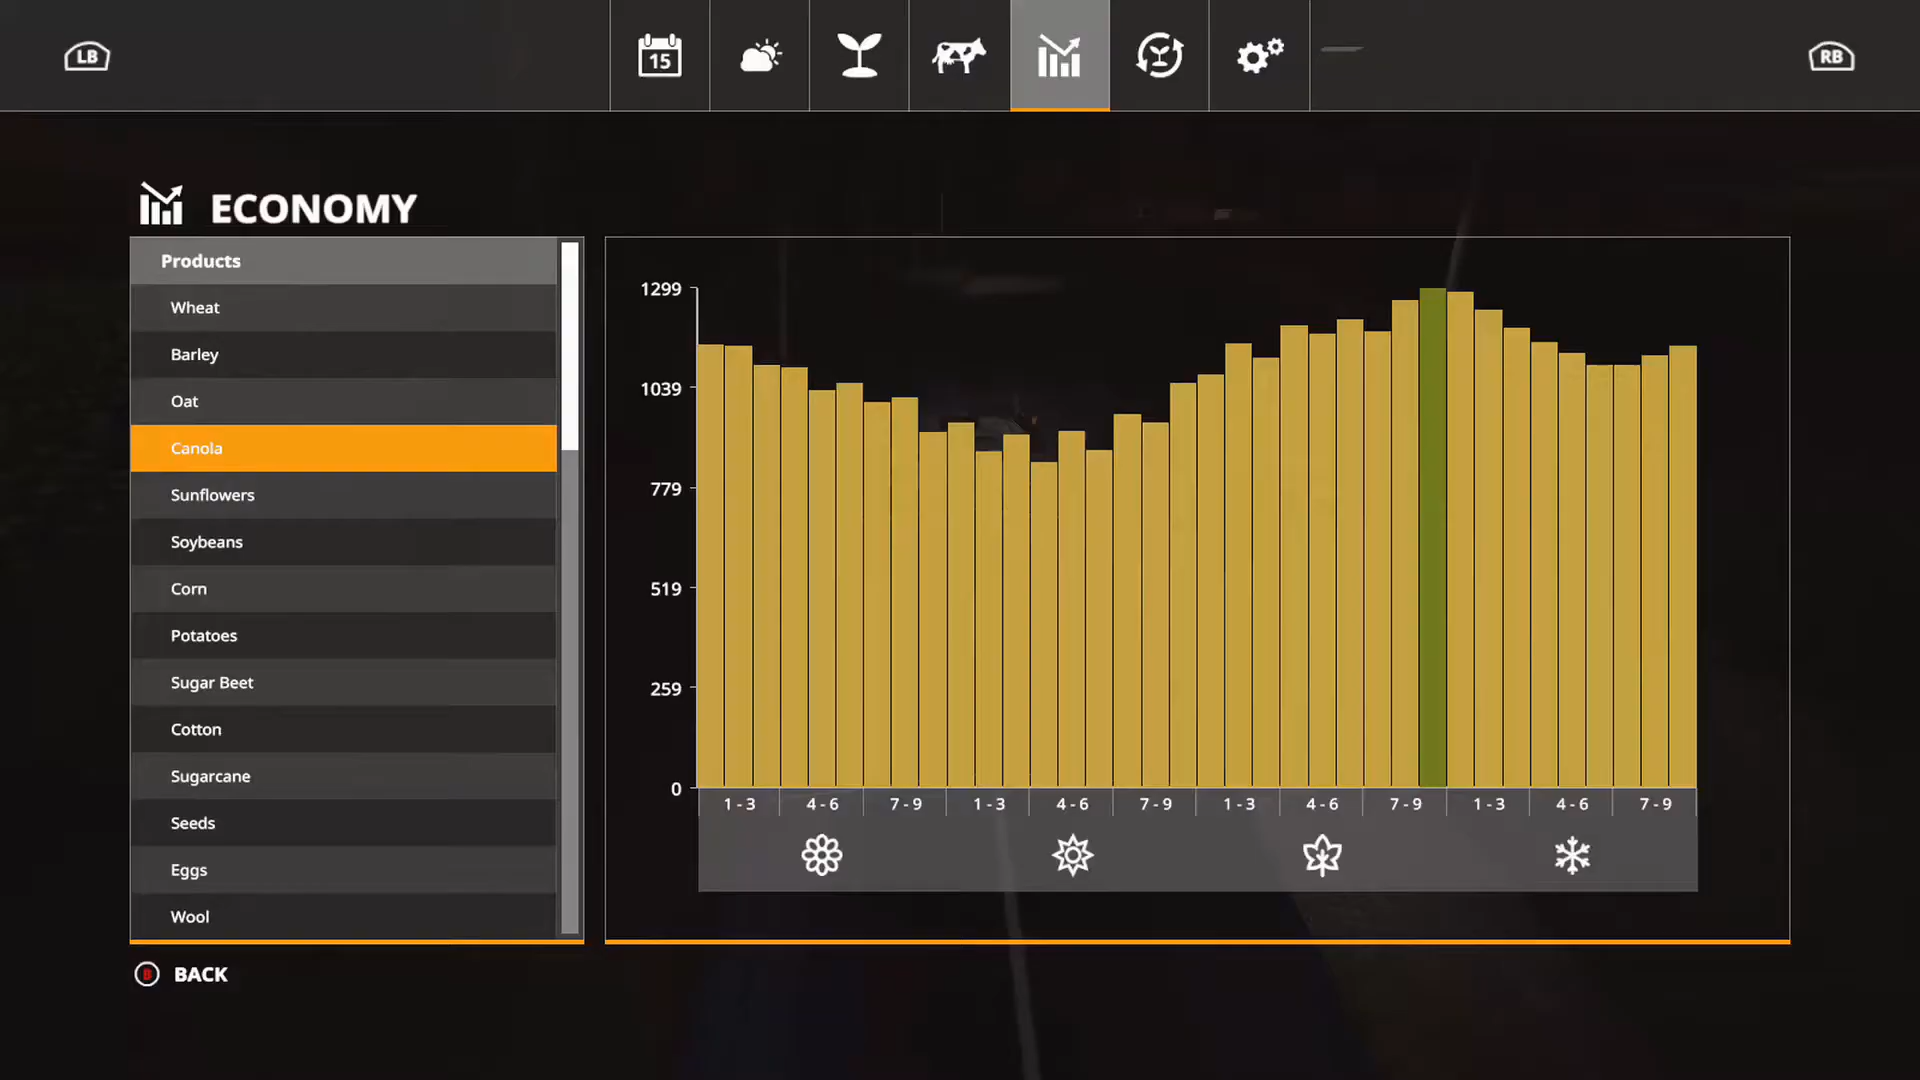 LB
15
RB
ECONOMY
Products
Wheat
Barley
Oat
Canola
Sunflowers
Soybeans
Corn
Potatoes
Sugar Beet
Cotton
Sugarcane
Seeds
Eggs
Wool
1299
1039
779
519
259
0
1 - 3 4 - 6 7 - 9 1 - 3 4 - 6 7 - 9 1 - 3 4 - 6 7 - 9 1 - 3 4 - 6 7 - 9
B BACK